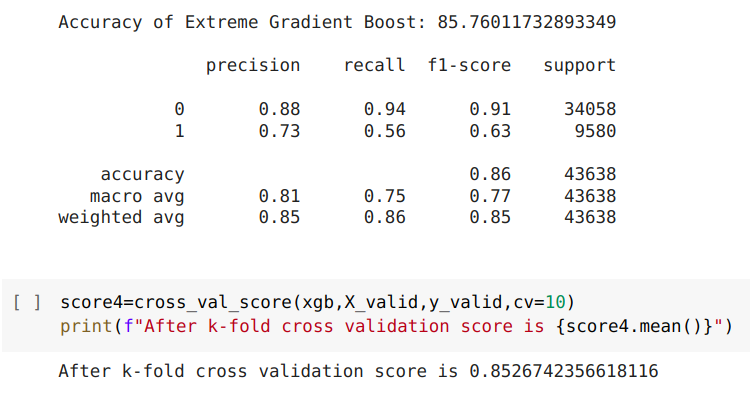 Accuracy of Extreme Gradient Boost: 85.76011732893349
precision recall f1-score support
0 0.88 0.94 0.91 34058
1 0.73 0.56 0.63 9580
accuracy 0.86 43638
macro avg 0.81 0.75 0.77 43638
weighted avg 0.85 0.86 0.85 43638
[ ] score4=cross_val_score(xgb,X_valid,y_valid,cv=10)
print(f"After k-fold cross validation score is {score4.mean()}")
After k-fold cross validation score is 0.8526742356618116